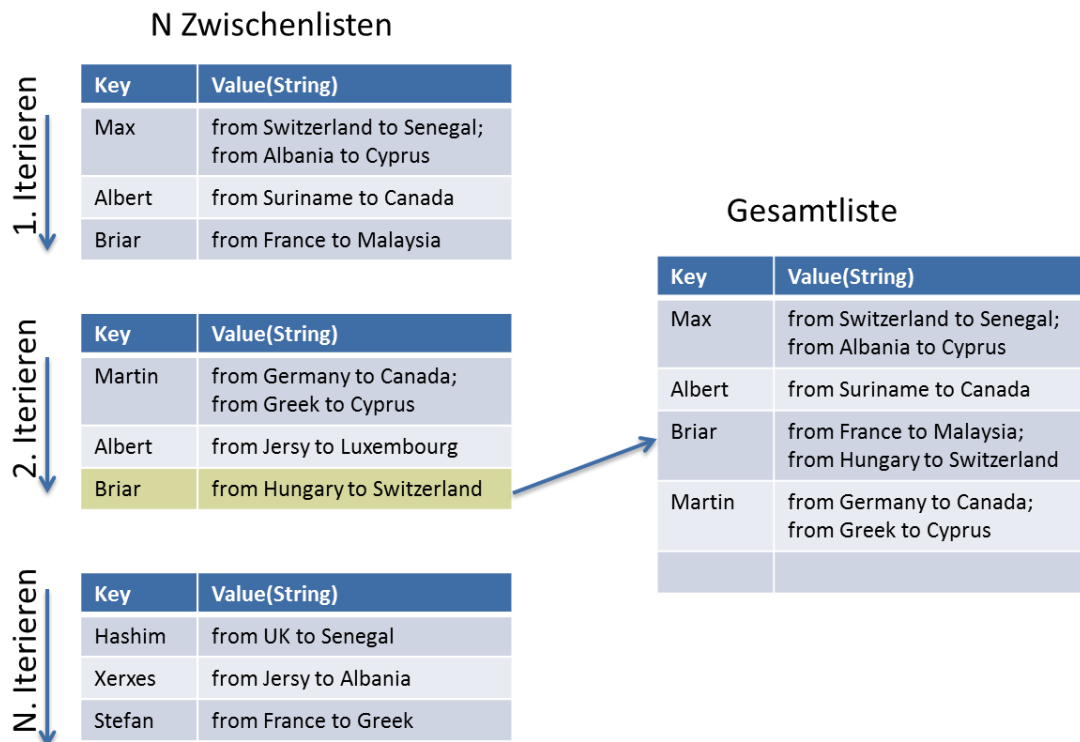 N Zwischenlisten
1. Iterieren
Key Value(String)
Max from Switzerland to Senegal;
from Albania to Cyprus
Albert from Suriname to Canada
Briar from France to Malaysia
2. Iterieren
Key Value(String)
Martin from Germany to Canada;
from Greek to Cyprus
Albert from Jersy to Luxembourg
Briar from Hungary to Switzerland
N. Iterieren
Key Value(String)
Hashim from UK to Senegal
Xerxes from Jersy to Albania
Stefan from France to Greek
Gesamtliste
Key Value(String)
Max from Switzerland to Senegal;
from Albania to Cyprus
Albert from Suriname to Canada
Briar from France to Malaysia;
from Hungary to Switzerland
Martin from Germany to Canada;
from Greek to Cyprus